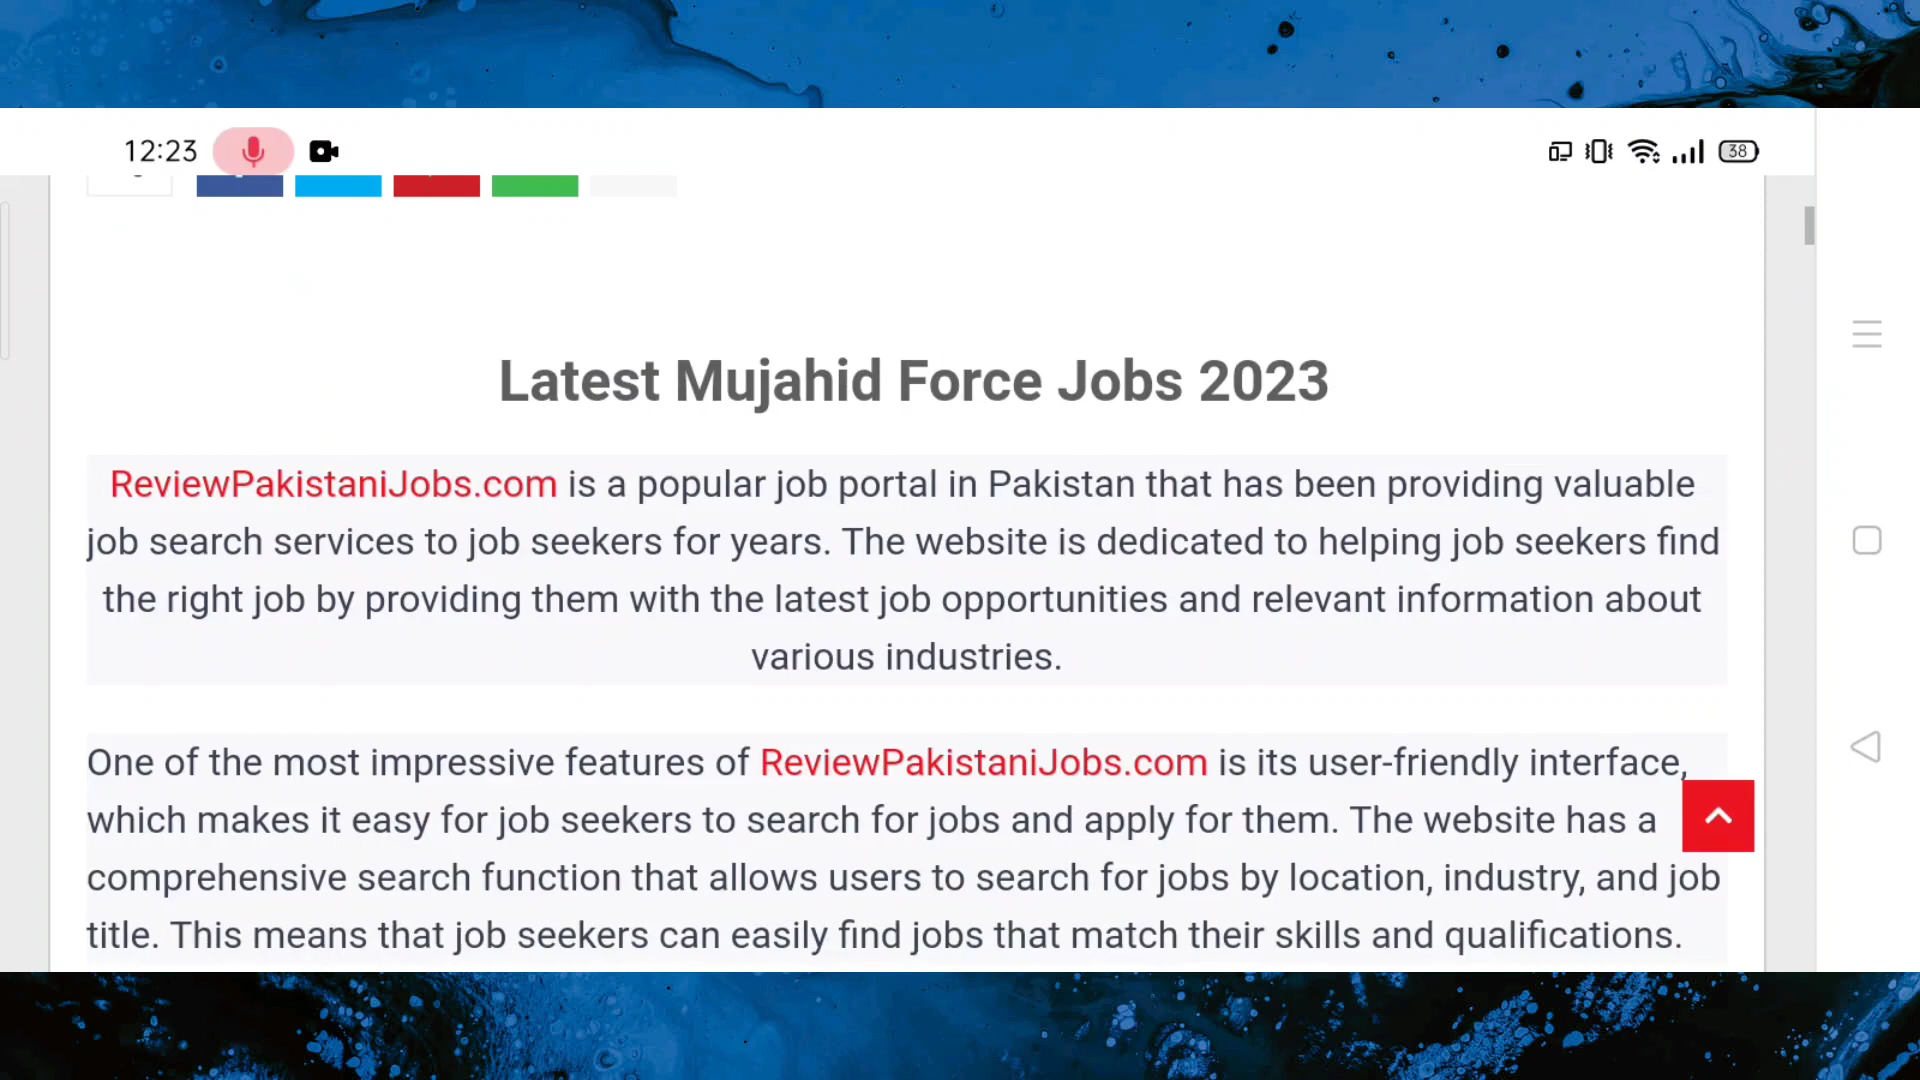 12:23
38
Latest Mujahid Force Jobs 2023
ReviewPakistaniJobs.com is a popular job portal in Pakistan that has been providing valuable
job search services to job seekers for years. The website is dedicated to helping job seekers find
the right job by providing them with the latest job opportunities and relevant information about
various industries.
One of the most impressive features of ReviewPakistaniJobs.com is its user-friendly interface,
which makes it easy for job seekers to search for jobs and apply for them. The website has a
comprehensive search function that allows users to search for jobs by location, industry, and job
title. This means that job seekers can easily find jobs that match their skills and qualifications.